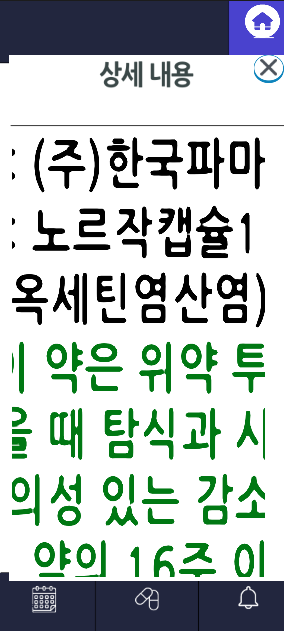 상세 내용
: (주)한국파마
: 노르작캡슐1
옥세틴염산염)
약은 위약 투
을 때 탐식과 시
의성 있는 감소
약의 16주 이